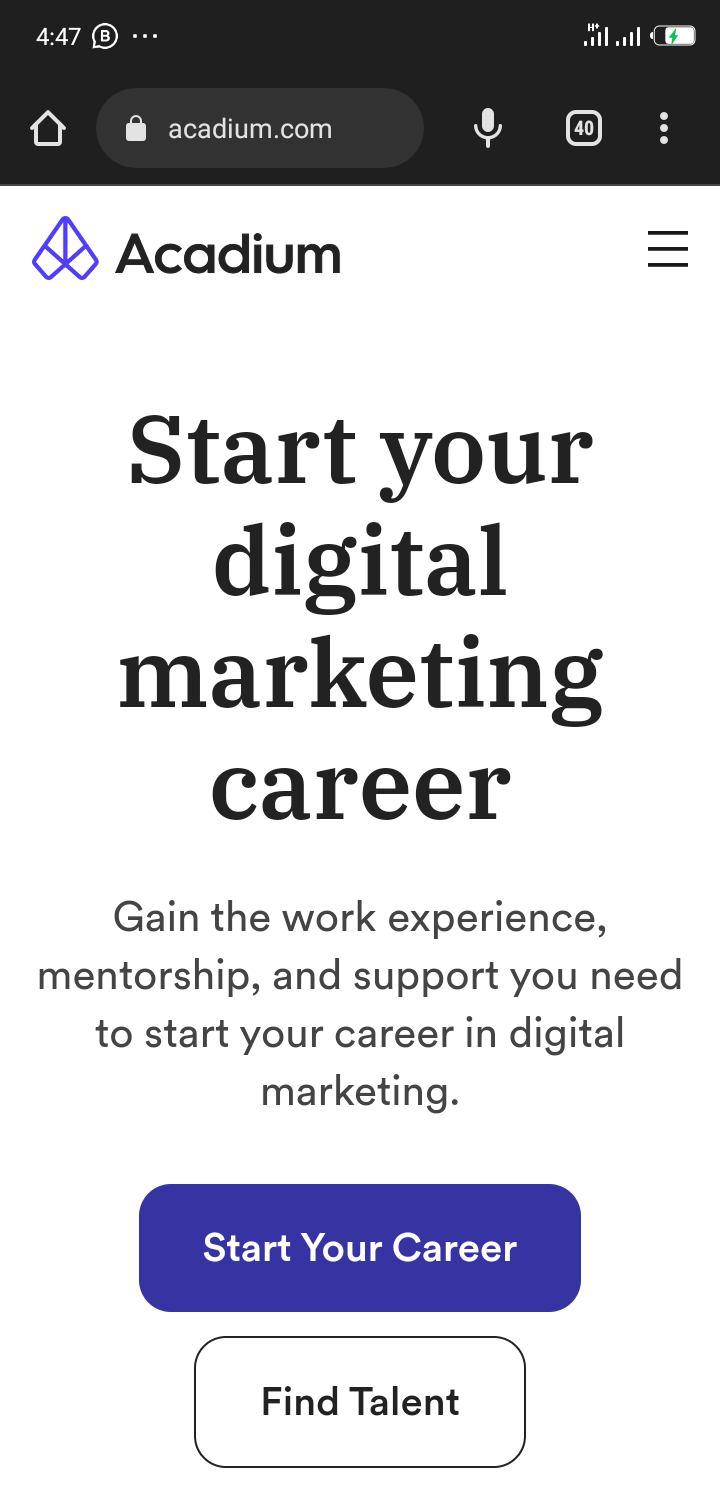 4:47 B ...
H+
acadium.com
40
Acadium
Start your
digital
marketing
career
Gain the work experience,
mentorship, and support you need
to start your career in digital
marketing.
Start Your Career
Find Talent